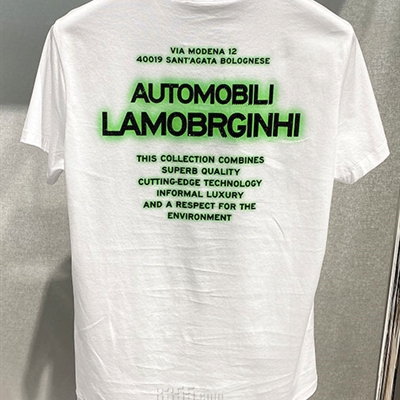 VIA MODENA 12
40019 SANT'AGATA BOLOGNESE
AUTOMOBILI
LAMOBRGINHI
THIS COLLECTION COMBINES
SUPERB QUALITY
CUTTING-EDGE TECHNOLOGY
INFORMAL LUXURY
AND A RESPECT FOR THE
ENVIRONMENT